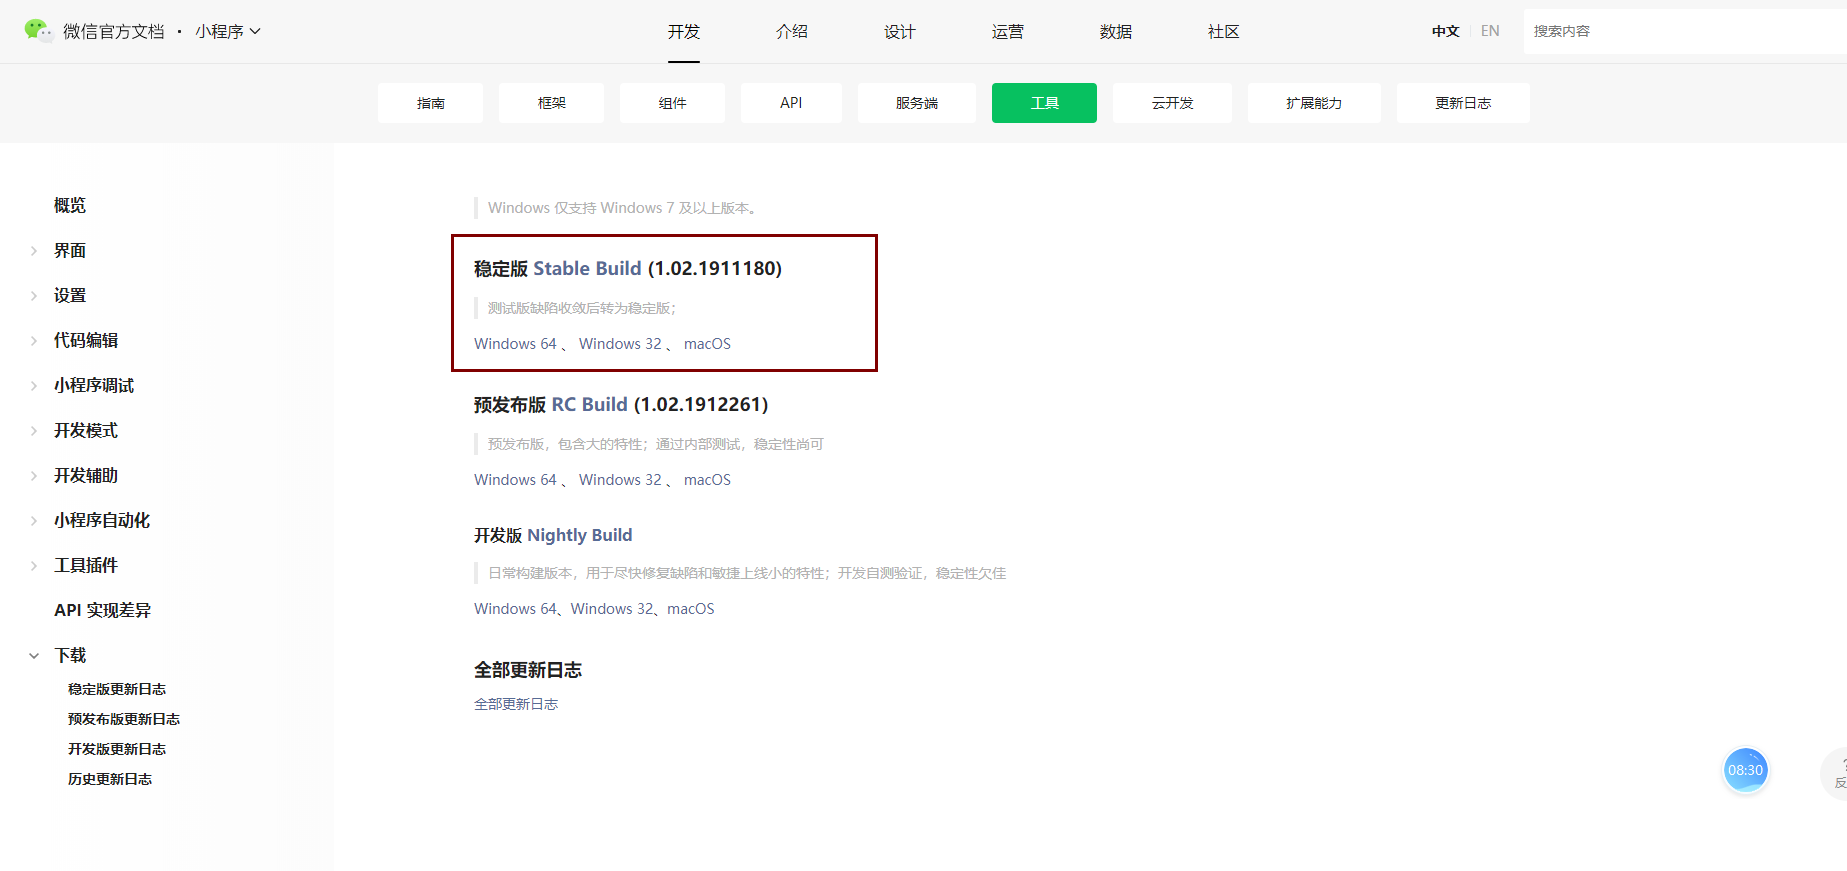 微信官方文档 · 小程序
开发 介绍 设计 运营 数据 社区
中文 EN 搜索内容
指南 框架 组件 API 服务端 工具 云开发 扩展能力 更新日志
概览
界面
设置
代码编辑
小程序调试
开发模式
开发辅助
小程序自动化
工具插件
API 实现差异
下载
稳定版更新日志
预发布版更新日志
开发版更新日志
历史更新日志
Windows 仅支持 Windows 7 及以上版本。
稳定版 Stable Build (1.02.1911180)
测试版缺陷收敛后转为稳定版；
Windows 64 、 Windows 32 、 macOS
预发布版 RC Build (1.02.1912261)
预发布版，包含大的特性；通过内部测试，稳定性尚可
Windows 64 、 Windows 32 、 macOS
开发版 Nightly Build
日常构建版本，用于尽快修复缺陷和敏捷上线小的特性；开发自测验证，稳定性欠佳
Windows 64、Windows 32、macOS
全部更新日志
全部更新日志
08:30
反